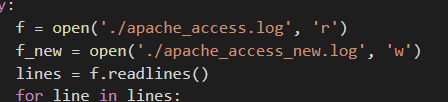 y:
f = open('./apache_access.log', 'r')
f_new = open('./apache_access_new.log', 'w')
lines = f.readlines()
for line in lines: